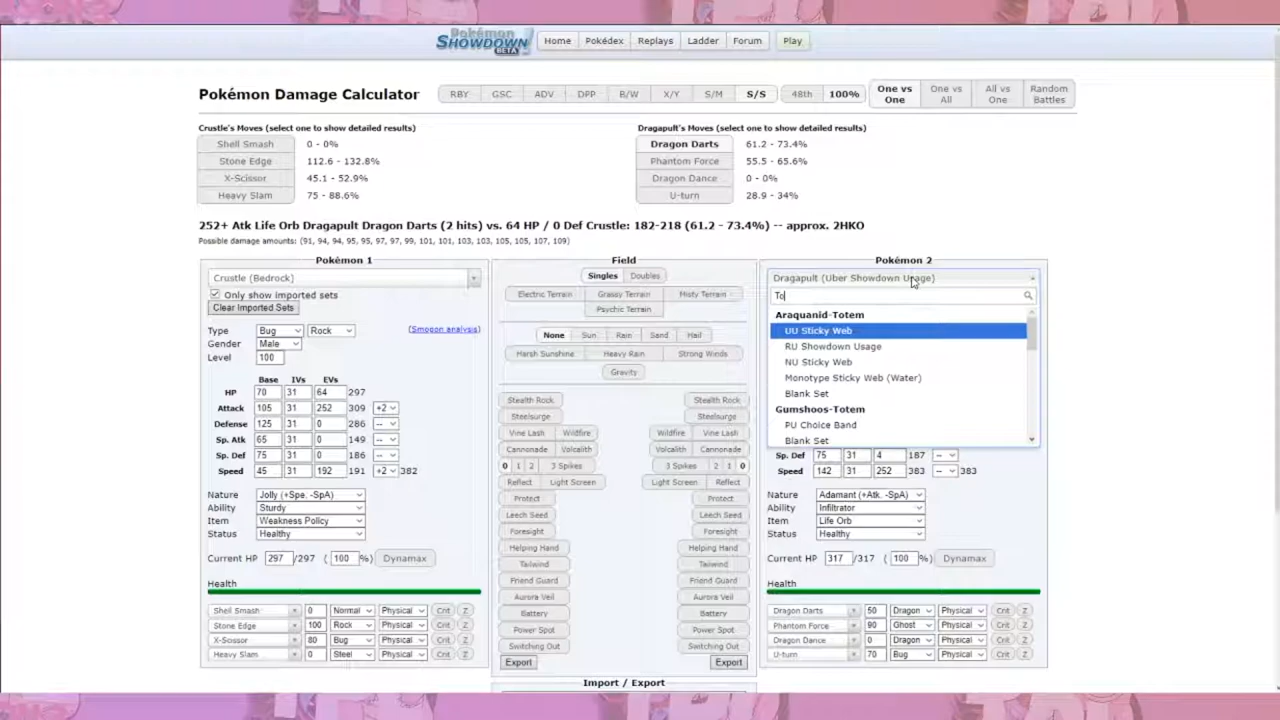 Pokémon
SHOWDOWN!
BETA
Home Pokédex Replays Ladder Forum Play
Pokémon Damage Calculator RBY GSC ADV DPP B/W X/Y S/M S/S 48th 100% One vs One One vs All All vs One Random Battles
Crustle's Moves (select one to show detailed results)
Shell Smash 0 - 0%
Stone Edge 112.6 - 132.8%
X-Scissor 45.1 - 52.9%
Heavy Slam 75 - 88.6%
Dragapult's Moves (select one to show detailed results)
Dragon Darts 61.2 - 73.4%
Phantom Force 55.5 - 65.6%
Dragon Dance 0 - 0%
U-turn 28.9 - 34%
252+ Atk Life Orb Dragapult Dragon Darts (2 hits) vs. 64 HP / 0 Def Crustle: 182-218 (61.2 - 73.4%) -- approx. 2HKO
Possible damage amounts: (91, 94, 94, 95, 95, 97, 97, 99, 101, 101, 103, 103, 105, 105, 107, 109)
Pokémon 1
Crustle (Bedrock)
Only show imported sets
Clear Imported Sets
Type Bug Rock (Smogon analysis)
Gender Male
Level 100
Base IVs EVs
HP 70 31 64 297
Attack 105 31 252 309 +2
Defense 125 31 0 286 --
Sp. Atk 65 31 0 149 --
Sp. Def 75 31 0 186 --
Speed 45 31 192 191 +2 382
Nature Jolly (+Spe, -SpA)
Ability Sturdy
Item Weakness Policy
Status Healthy
Current HP 297 /297 ( 100 %) Dynamax
Health
Shell Smash 0 Normal Physical Crit Z
Stone Edge 100 Rock Physical Crit Z
X-Scissor 80 Bug Physical Crit Z
Heavy Slam 0 Steel Physical Crit Z
Field
Singles Doubles
Electric Terrain Grassy Terrain Misty Terrain
Psychic Terrain
None Sun Rain Sand Hail
Harsh Sunshine Heavy Rain Strong Winds
Gravity
Stealth Rock Stealth Rock
Steelsurge Steelsurge
Vine Lash Wildfire Wildfire Vine Lash
Cannonade Volcalith Volcalith Cannonade
0 1 2 3 Spikes 3 Spikes 2 1 0
Reflect Light Screen Light Screen Reflect
Protect Protect
Leech Seed Leech Seed
Foresight Foresight
Helping Hand Helping Hand
Tailwind Tailwind
Friend Guard Friend Guard
Aurora Veil Aurora Veil
Battery Battery
Power Spot Power Spot
Switching Out Switching Out
Export Export
Import / Export
Pokémon 2
Dragapult (Uber Showdown Usage)
To
Araquanid-Totem
UU Sticky Web
RU Showdown Usage
NU Sticky Web
Monotype Sticky Web (Water)
Blank Set
Gumshoos-Totem
PU Choice Band
Blank Set
Sp. Def 75 31 4 187 --
Speed 142 31 252 383 -- 383
Nature Adamant (+Atk, -SpA)
Ability Infiltrator
Item Life Orb
Status Healthy
Current HP 317 /317 ( 100 %) Dynamax
Health
Dragon Darts 50 Dragon Physical Crit Z
Phantom Force 90 Ghost Physical Crit Z
Dragon Dance 0 Dragon Physical Crit Z
U-turn 70 Bug Physical Crit Z